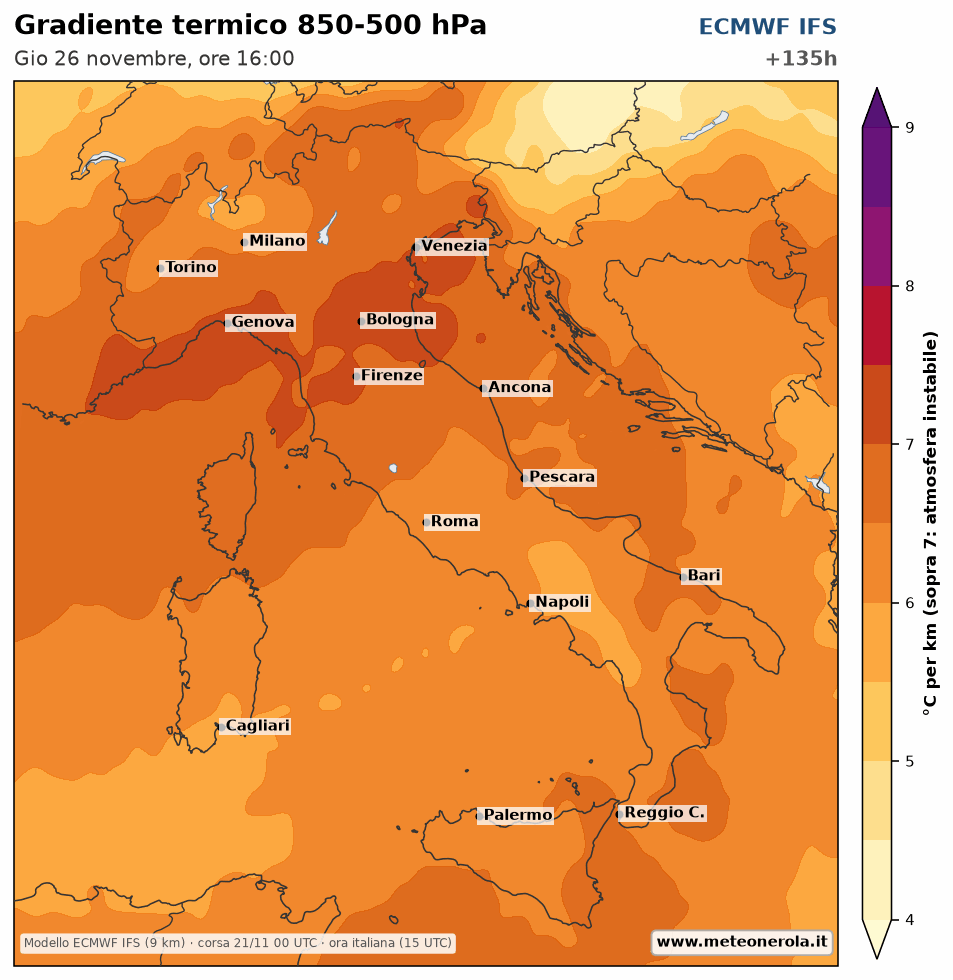 Gradiente termico 850-500 hPa
ECMWF IFS
Gio 26 novembre, ore 16:00
+135h
Milano
Venezia
Torino
Genova
Bologna
Firenze
Ancona
Pescara
Roma
Bari
Napoli
Cagliari
Palermo
Reggio C.
9
8
7
6
5
4
°C per km (sopra 7: atmosfera instabile)
Modello ECMWF IFS (9 km) · corsa 21/11 00 UTC · ora italiana (15 UTC)
www.meteonerola.it